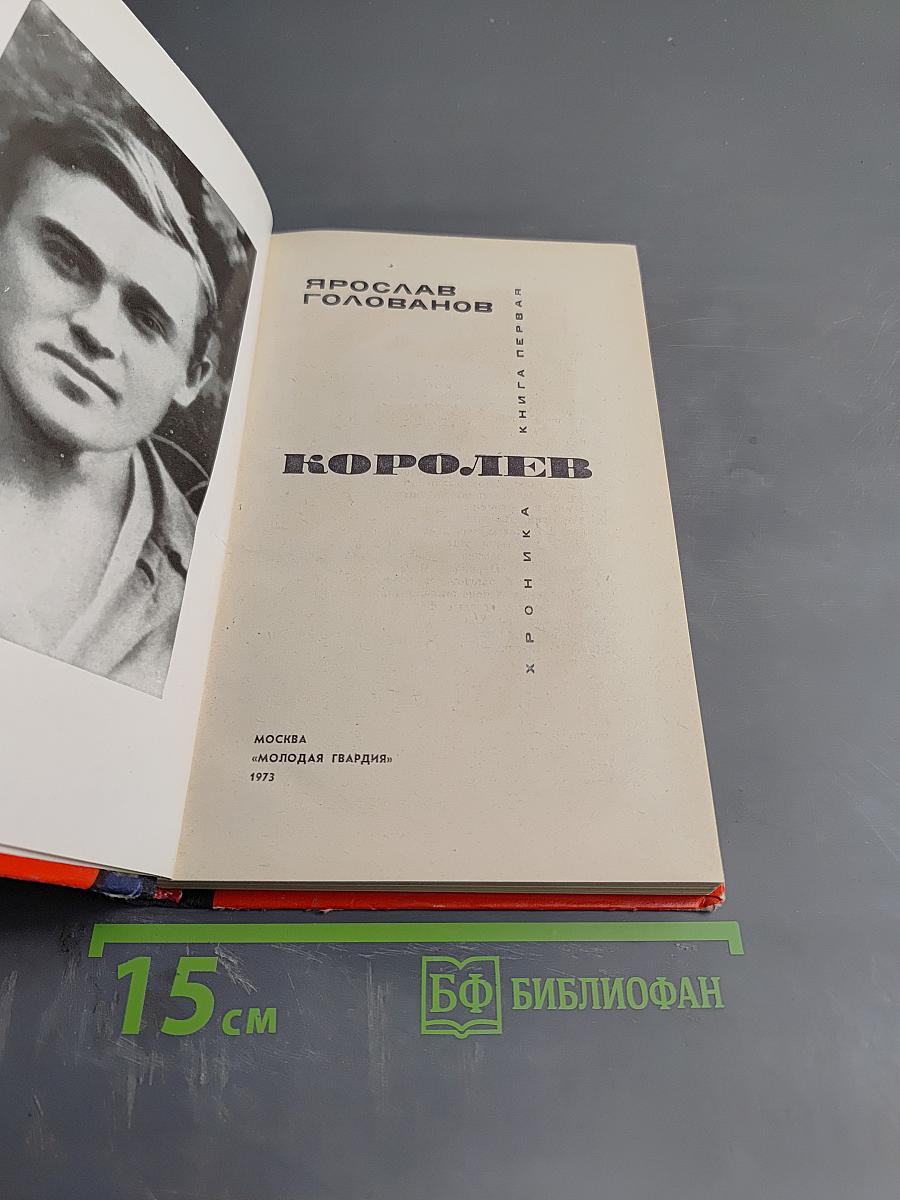 ЯРОСЛАВ
ГОЛОВАНОВ
КОРОЛЕВ
ХРОНИКА КНИГА ПЕРВАЯ
МОСКВА
«МОЛОДАЯ ГВАРДИЯ»
1973
15 см
БФ БИБЛИОФАН